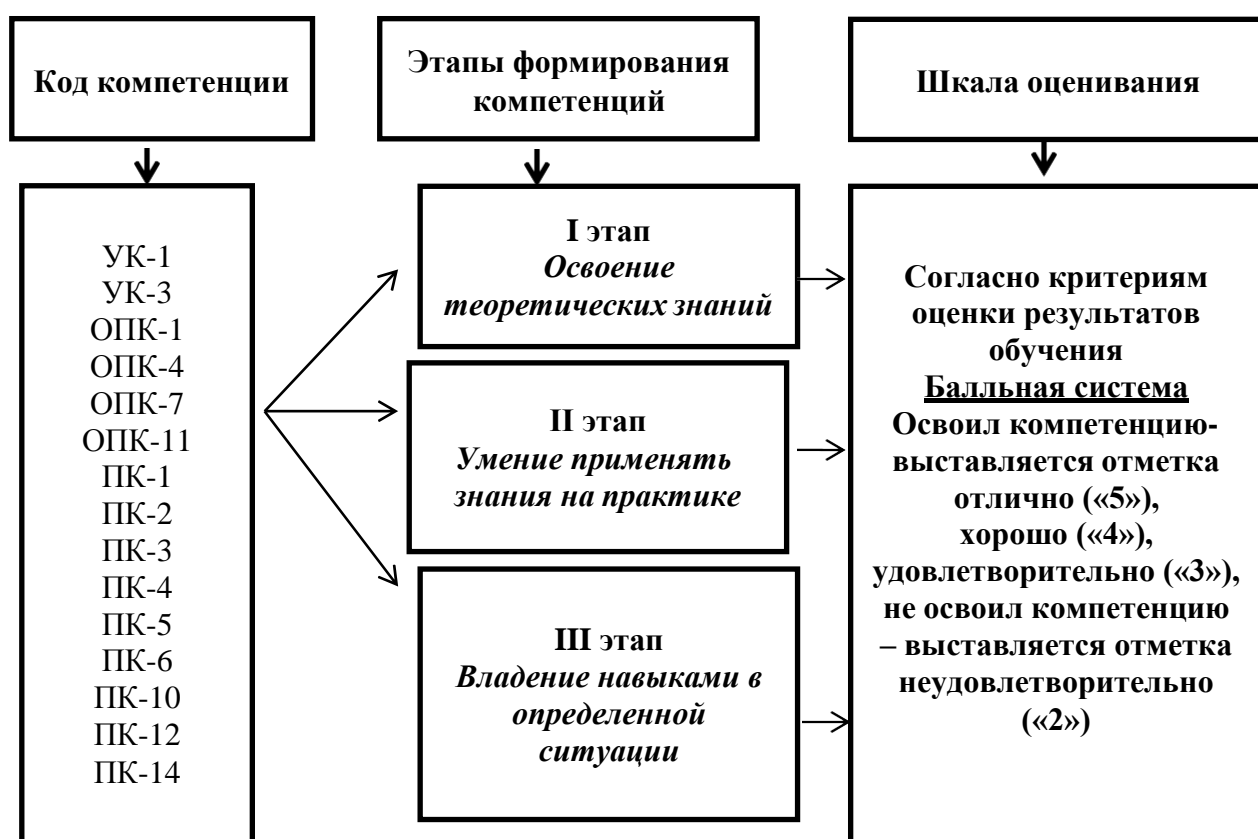 Код компетенции
Этапы формирования
компетенций
Шкала оценивания
УК-1
УК-3
ОПК-1
ОПК-4
ОПК-7
ОПК-11
ПК-1
ПК-2
ПК-3
ПК-4
ПК-5
ПК-6
ПК-10
ПК-12
ПК-14
I этап
Освоение
теоретических знаний
II этап
Умение применять
знания на практике
III этап
Владение навыками в
определенной
ситуации
Согласно критериям
оценки результатов
обучения
Балльная система
Освоил компетенцию-
выставляется отметка
отлично («5»),
хорошо («4»),
удовлетворительно («3»),
не освоил компетенцию
– выставляется отметка
неудовлетворительно
(«2»)